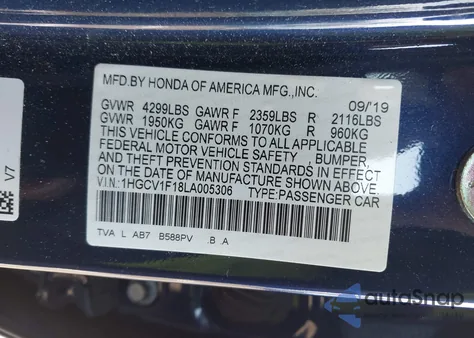 MFD.BY HONDA OF AMERICA MFG.,INC.
09/'19
GVWR 4299LBS GAWR F 2359LBS R 2116LBS
GVWR 1950KG GAWR F 1070KG R 960KG
THIS VEHICLE CONFORMS TO ALL APPLICABLE
FEDERAL MOTOR VEHICLE SAFETY , BUMPER,
AND THEFT PREVENTION STANDARDS IN EFFECT ON
THE DATE OF MANUFACTURE SHOWN ABOVE.
V.I.N:1HGCV1F18LA005306 TYPE:PASSENGER CAR
TVA L AB7 B588PV .B .A
V7
autoSnap